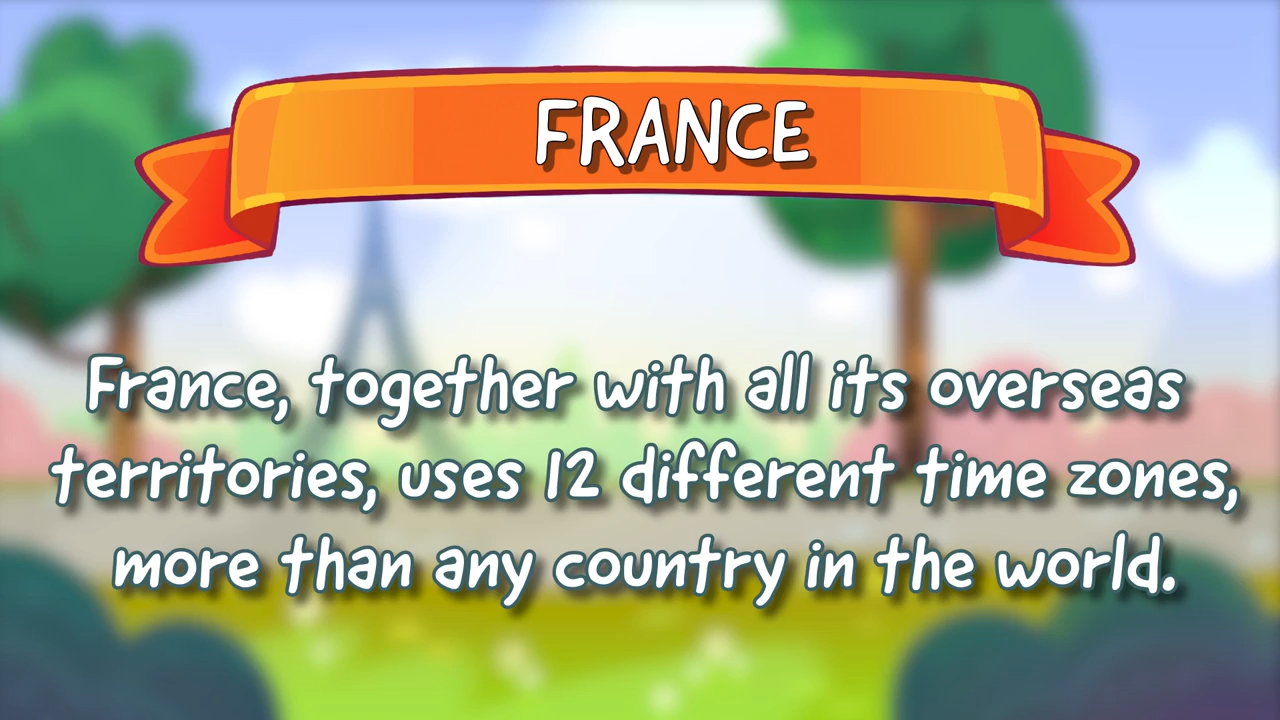 FRANCE
France, together with all its overseas
territories, uses 12 different time zones,
more than any country in the world.